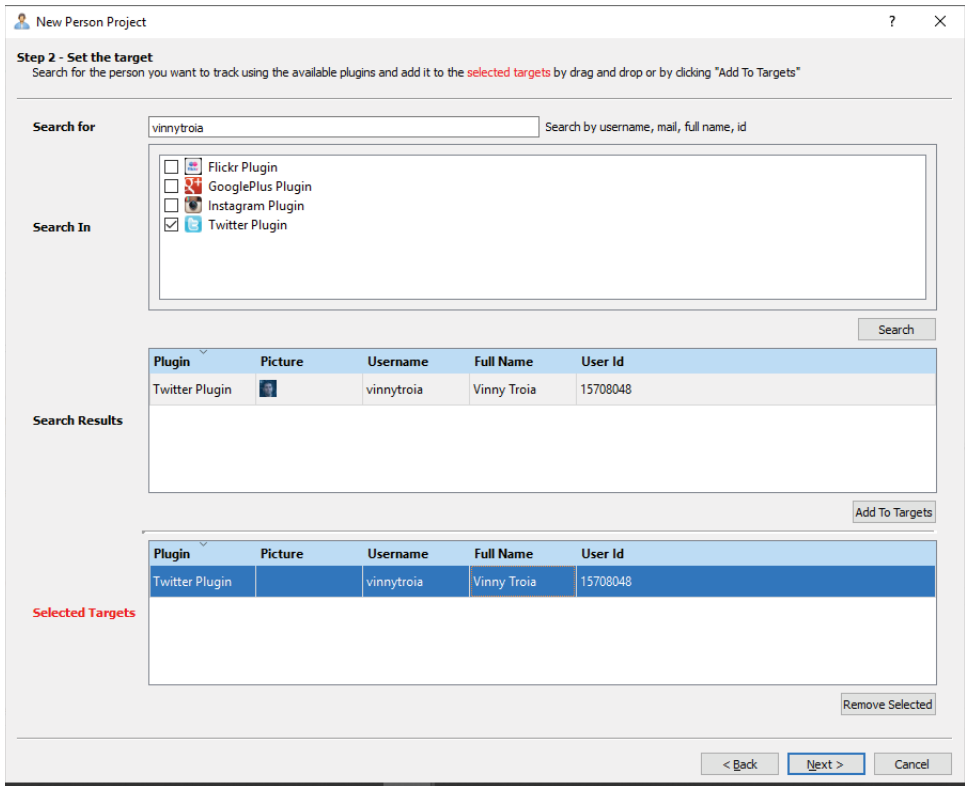 New Person Project
Step 2 - Set the target
Search for the person you want to track using the available plugins and add it to the selected targets by drag and drop or by clicking "Add To Targets"
Search for vinnytroia Search by username, mail, full name, id
Flickr Plugin
GooglePlus Plugin
Instagram Plugin
Search In Twitter Plugin
Search
Plugin Picture Username Full Name User Id
Twitter Plugin vinnytroia Vinny Troia 15708048
Search Results
Add To Targets
Plugin Picture Username Full Name User Id
Twitter Plugin vinnytroia Vinny Troia 15708048
Selected Targets
Remove Selected
< Back Next > Cancel